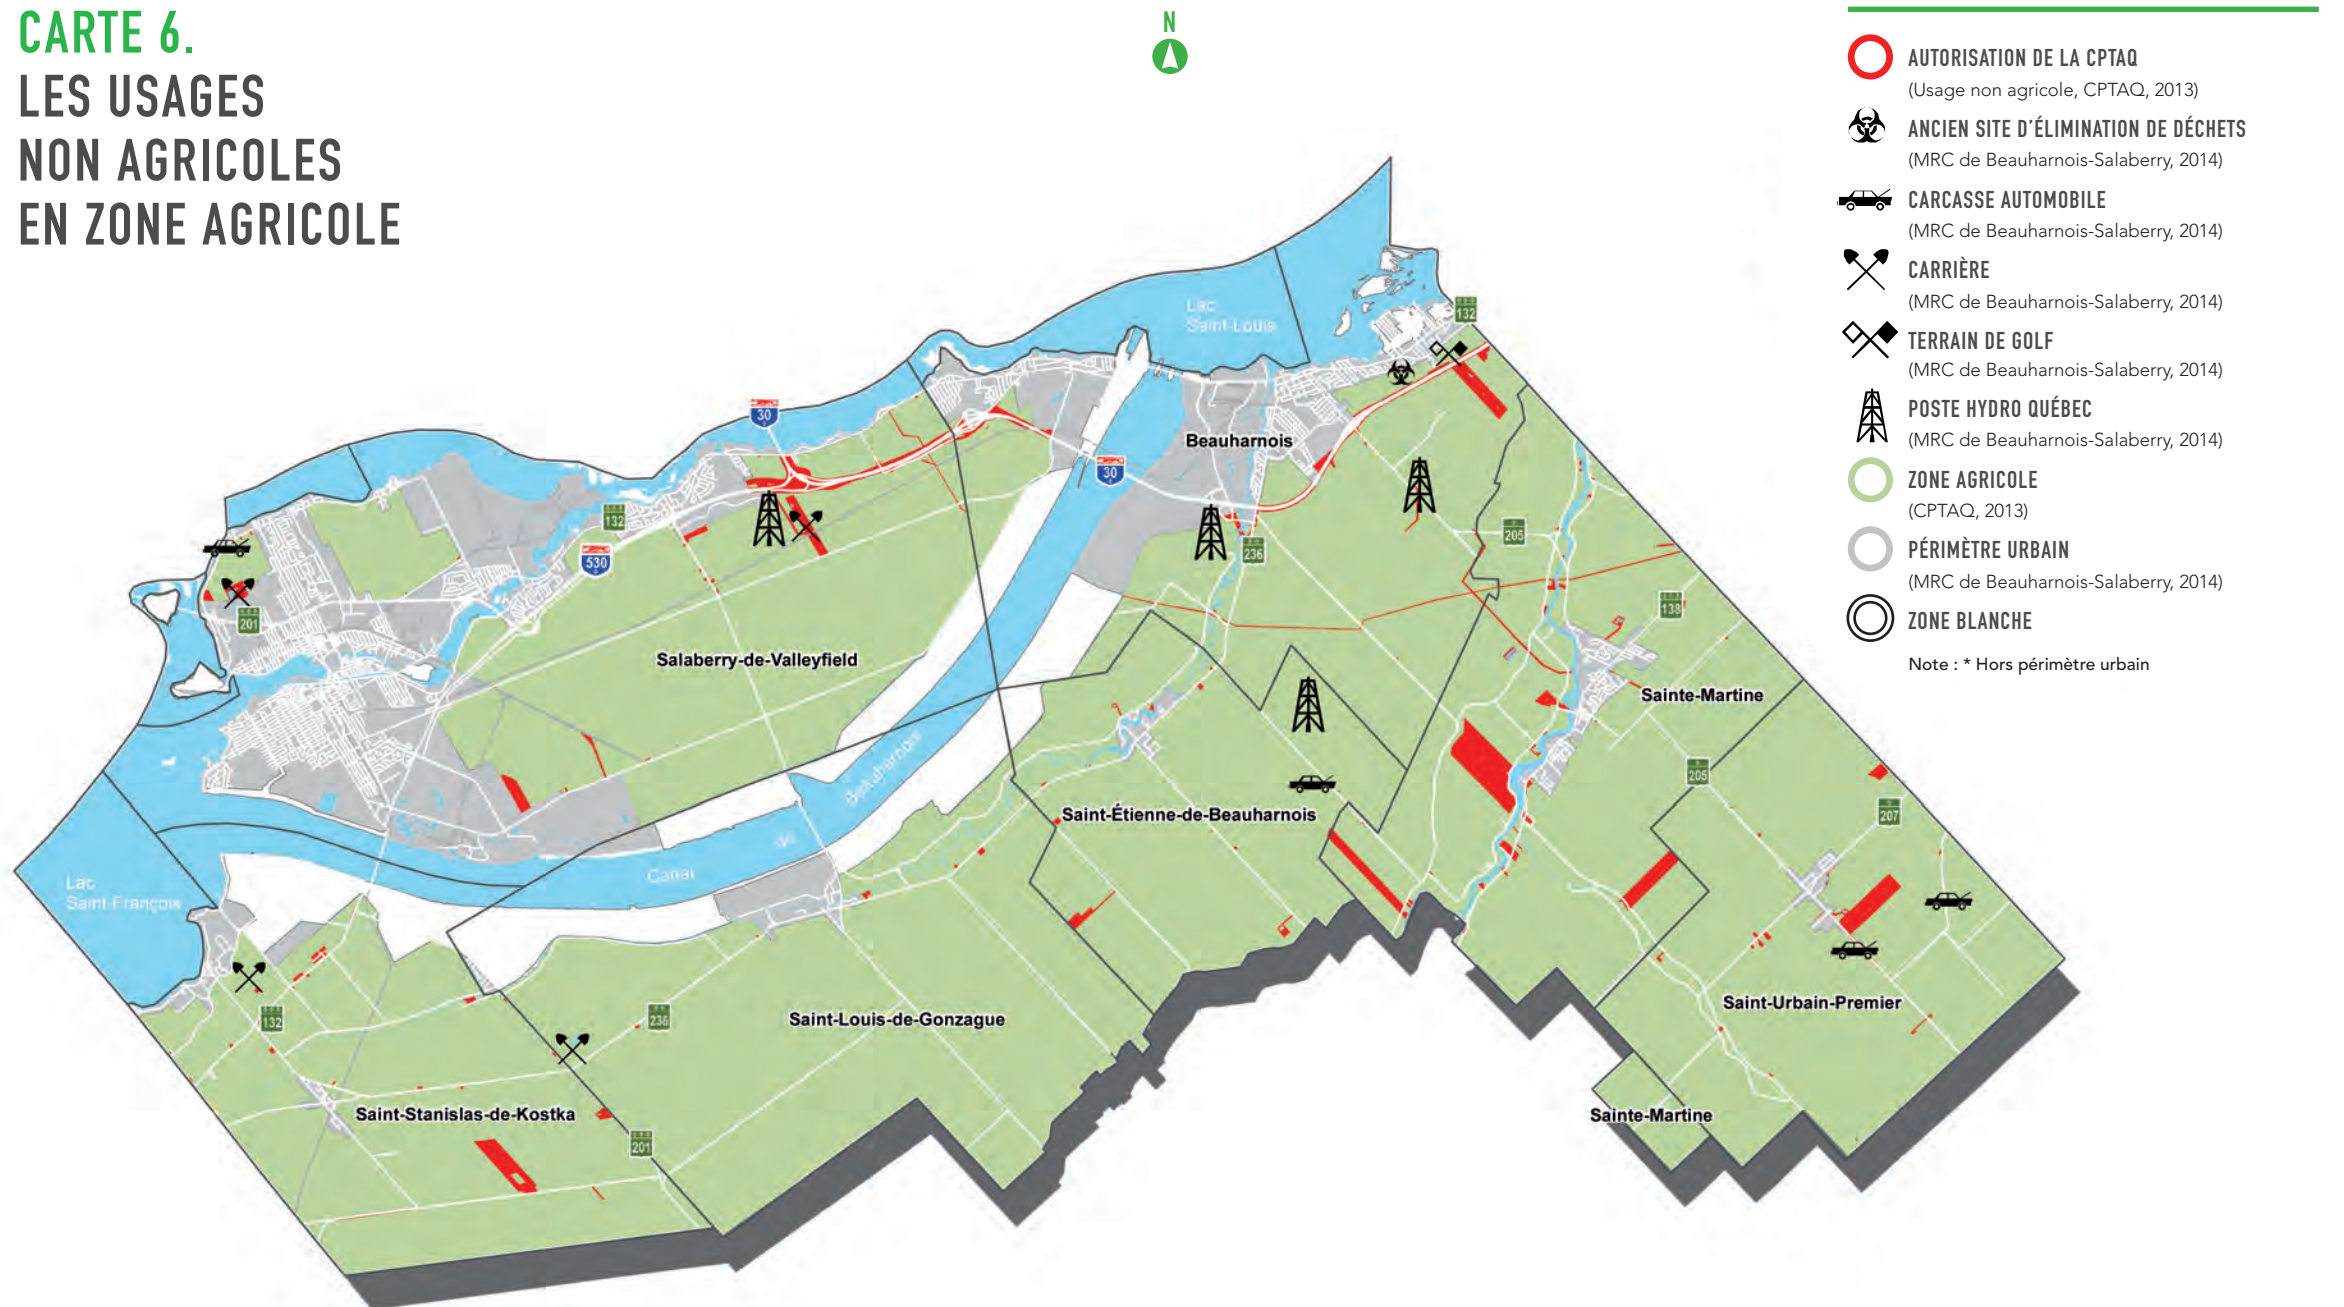 CARTE 6.
LES USAGES
NON AGRICOLES
EN ZONE AGRICOLE
N
AUTORISATION DE LA CPTAQ
(Usage non agricole, CPTAQ, 2013)
ANCIEN SITE D'ÉLIMINATION DE DÉCHETS
(MRC de Beauharnois-Salaberry, 2014)
CARCASSE AUTOMOBILE
(MRC de Beauharnois-Salaberry, 2014)
CARRIÈRE
(MRC de Beauharnois-Salaberry, 2014)
TERRAIN DE GOLF
(MRC de Beauharnois-Salaberry, 2014)
POSTE HYDRO QUÉBEC
(MRC de Beauharnois-Salaberry, 2014)
ZONE AGRICOLE
(CPTAQ, 2013)
PÉRIMÈTRE URBAIN
(MRC de Beauharnois-Salaberry, 2014)
ZONE BLANCHE
Note : * Hors périmètre urbain
Lac
Saint-Louis
132
30
Beauharnois
30
132
530
236
205
201
138
Salaberry-de-Valleyfield
Sainte-Martine
205
Beauharnois
de
Canal
Saint-Étienne-de-Beauharnois
207
Lac
Saint-François
132
236
Saint-Louis-de-Gonzague
Saint-Urbain-Premier
Saint-Stanislas-de-Kostka
201
Sainte-Martine